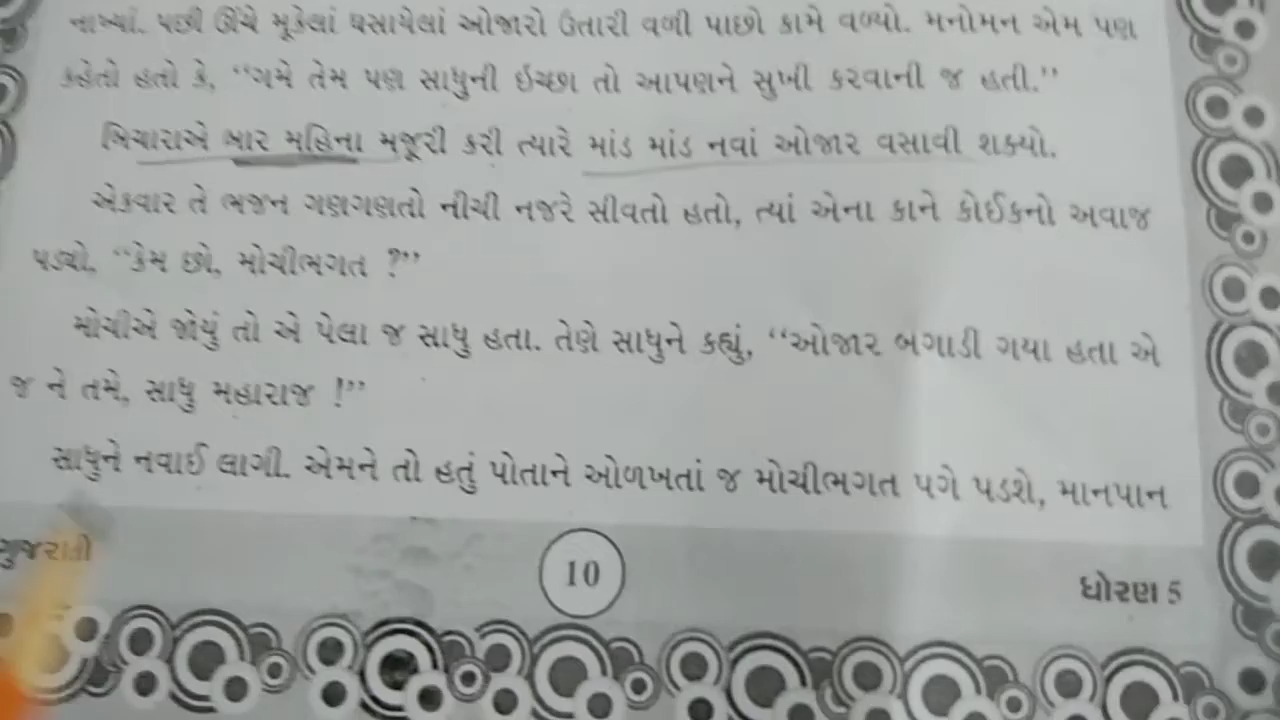 નાખ્યાં. પછી ઊંચે મૂકેલાં ઘસાયેલાં ઓજારો ઉતારી વળી પાછો કામે વળ્યો. મનોમન એમ પણ
કહેતો હતો કે, “ગમે તેમ પણ સાધુની ઇચ્છા તો આપણને સુખી કરવાની જ હતી.”
બિચારાએ બાર મહિના મજૂરી કરી ત્યારે માંડ માંડ નવાં ઓજાર વસાવી શક્યો.
એકવાર તે ભજન ગણગણતો નીચી નજરે સીવતો હતો, ત્યાં એના કાને કોઈકનો અવાજ
પડ્યો, “કેમ છો, મોચીભગત ?”
મોચીએ જોયું તો એ પેલા જ સાધુ હતા. તેણે સાધુને કહ્યું, “ઓજાર બગાડી ગયા હતા એ
જ ને તમે, સાધુ મહારાજ !”
સાધુને નવાઈ લાગી. એમને તો હતું પોતાને ઓળખતાં જ મોચીભગત પગે પડશે, માનપાન
ગુજરાતી
10
ધોરણ 5